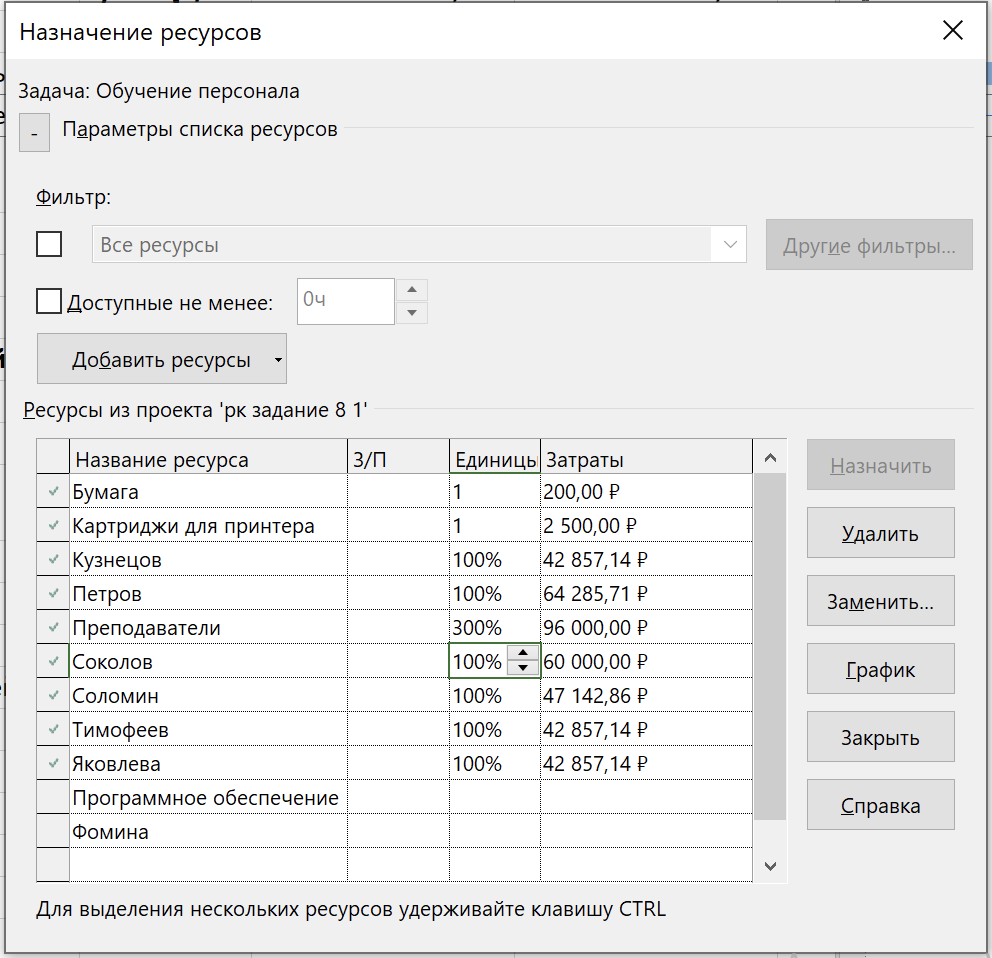 Назначение ресурсов
Задача: Обучение персонала
- Параметры списка ресурсов
Фильтр:
Все ресурсы Другие фильтры...
Доступные не менее: 0ч
Добавить ресурсы
Ресурсы из проекта 'рк задание 8 1'
Название ресурса З/П Единицы Затраты
Бумага 1 200,00 ₽
Картриджи для принтера 1 2 500,00 ₽
Кузнецов 100% 42 857,14 ₽
Петров 100% 64 285,71 ₽
Преподаватели 300% 96 000,00 ₽
Соколов 100% 60 000,00 ₽
Соломин 100% 47 142,86 ₽
Тимофеев 100% 42 857,14 ₽
Яковлева 100% 42 857,14 ₽
Программное обеспечение
Фомина
Назначить
Удалить
Заменить...
График
Закрыть
Справка
Для выделения нескольких ресурсов удерживайте клавишу CTRL